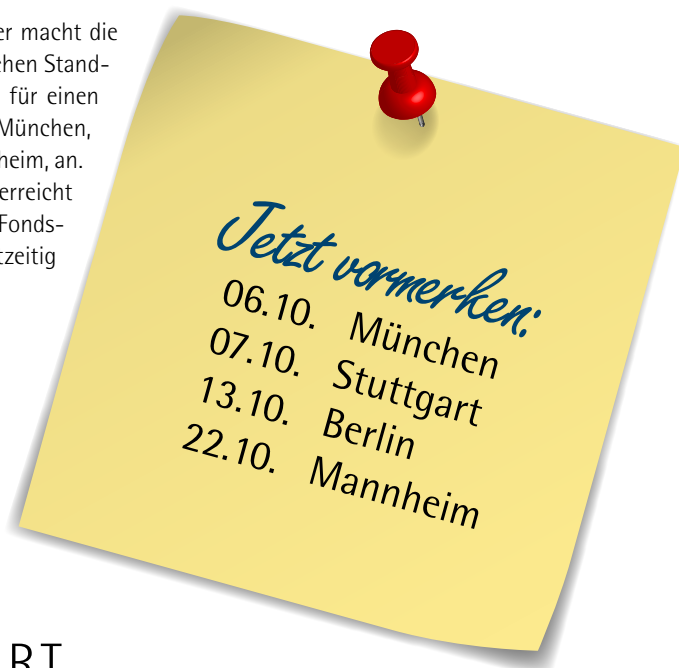 er macht die
chen Stand-
für einen
München,
heim, an.
erreicht
Fonds-
tzeitig
Jetzt vormerken:
06.10. München
07.10. Stuttgart
13.10. Berlin
22.10. Mannheim
RT